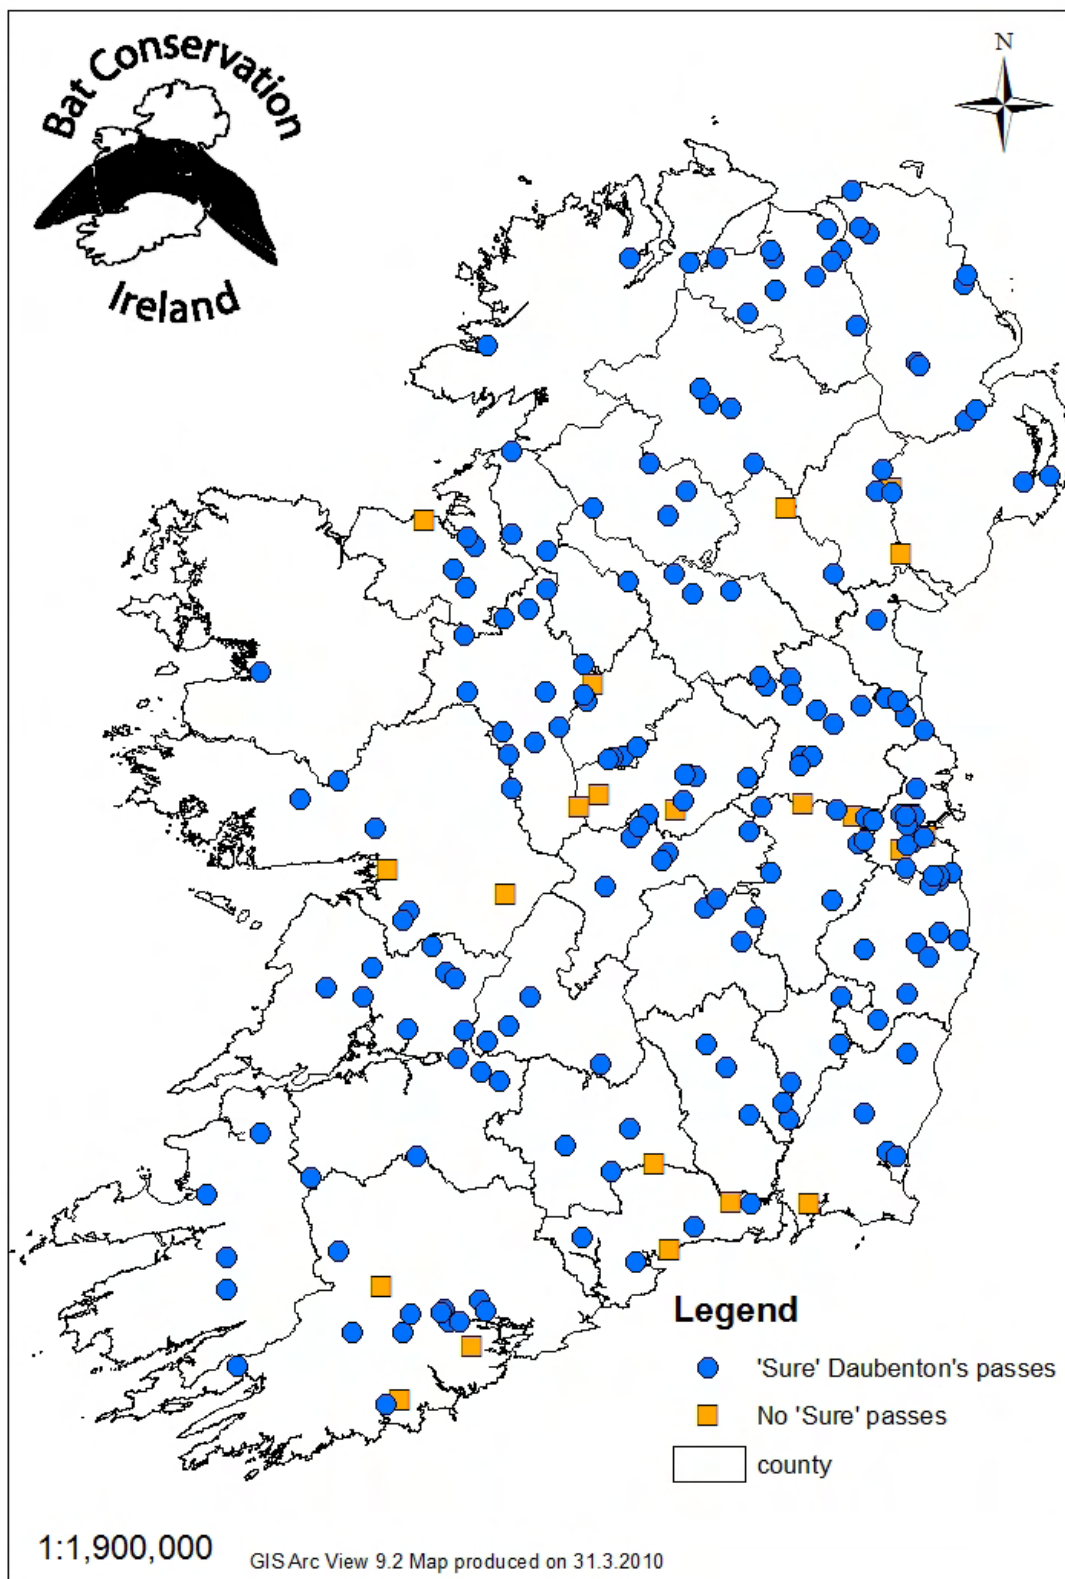 Bat Conservation
Ireland
N
Legend
'Sure' Daubenton's passes
No 'Sure' passes
county
1:1,900,000
GIS Arc View 9.2 Map produced on 31.3.2010